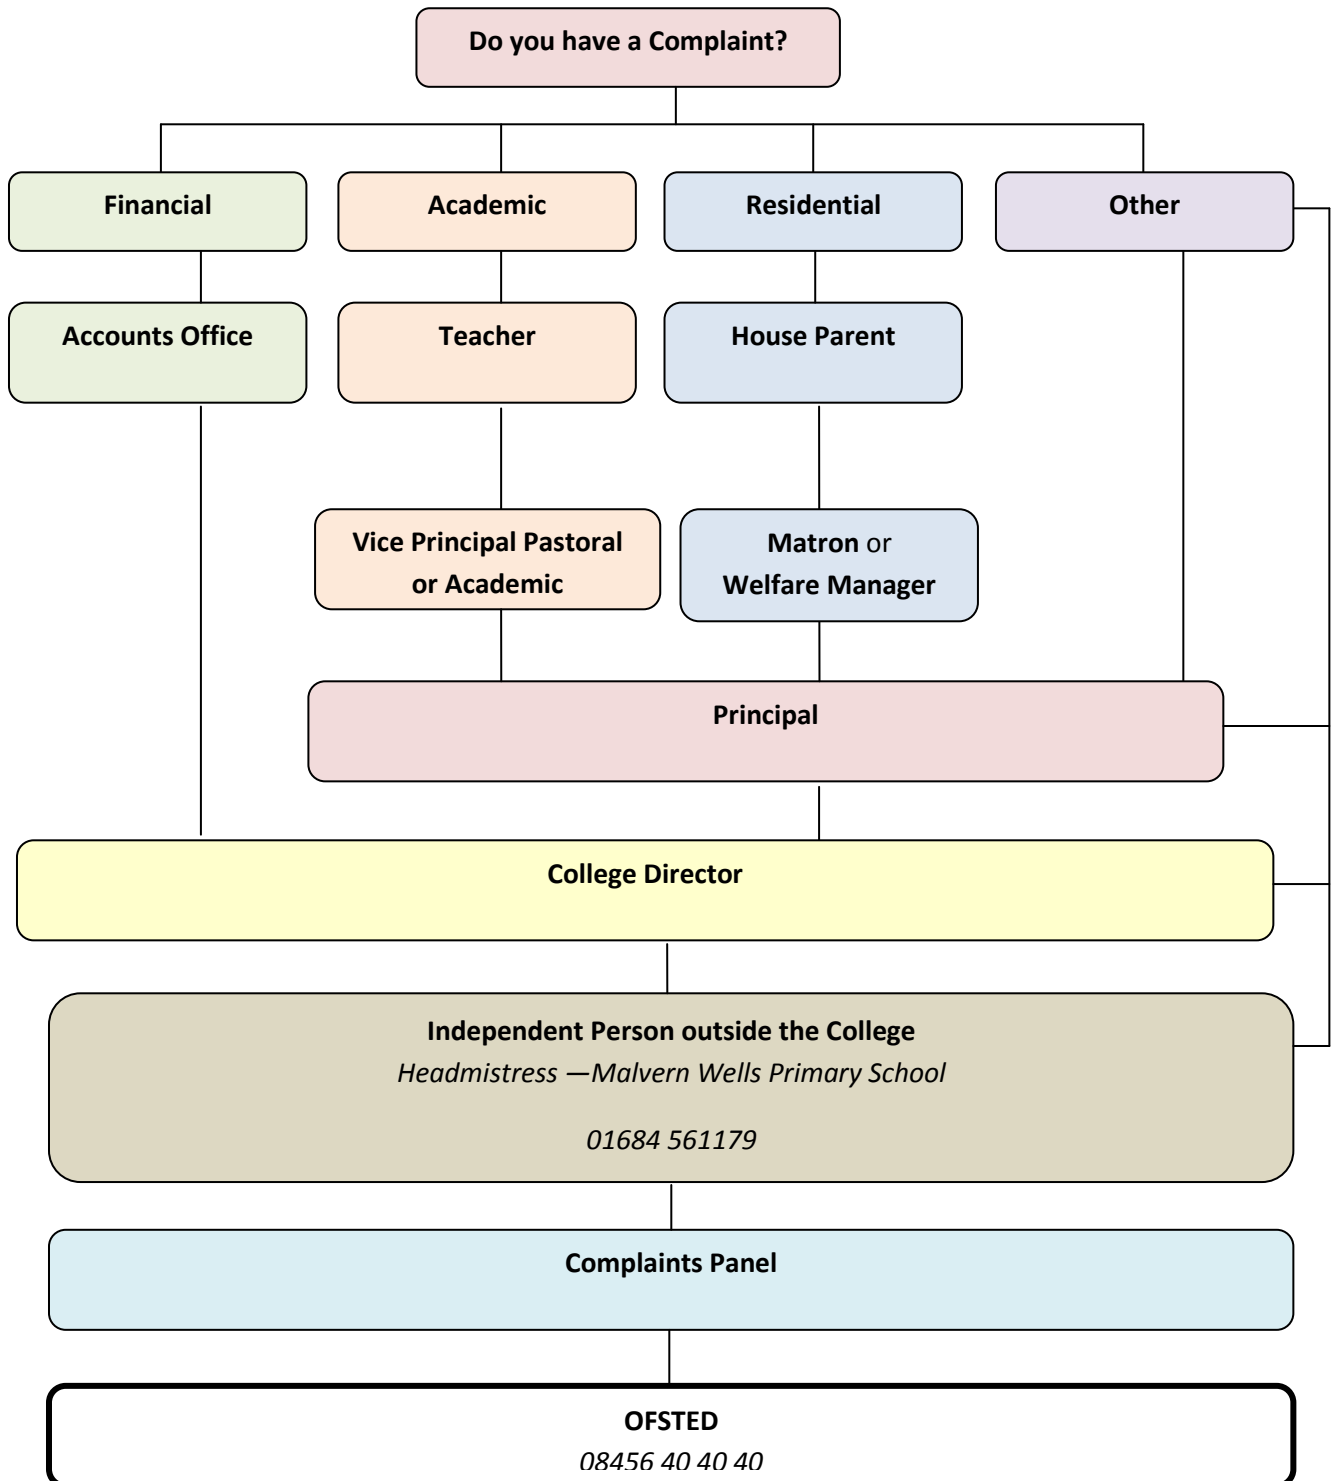 Do you have a Complaint?
Financial
Academic
Residential
Other
Accounts Office
Teacher
House Parent
Vice Principal Pastoral
or Academic
Matron or
Welfare Manager
Principal
College Director
Independent Person outside the College
Headmistress —Malvern Wells Primary School
01684 561179
Complaints Panel
OFSTED
08456 40 40 40